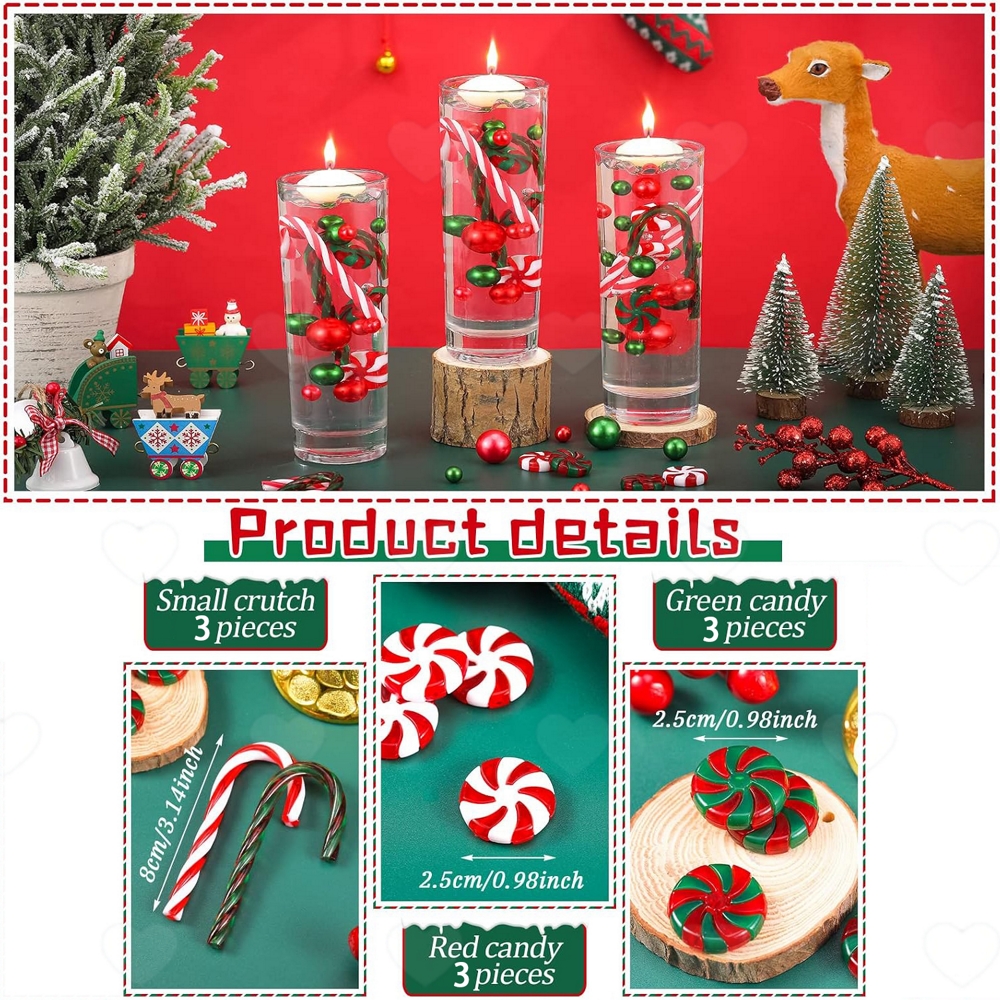 Product details
Small crutch
3 pieces
Green candy
3 pieces
8cm/3.14inch
2.5cm/0.98inch
2.5cm/0.98inch
Red candy
3 pieces